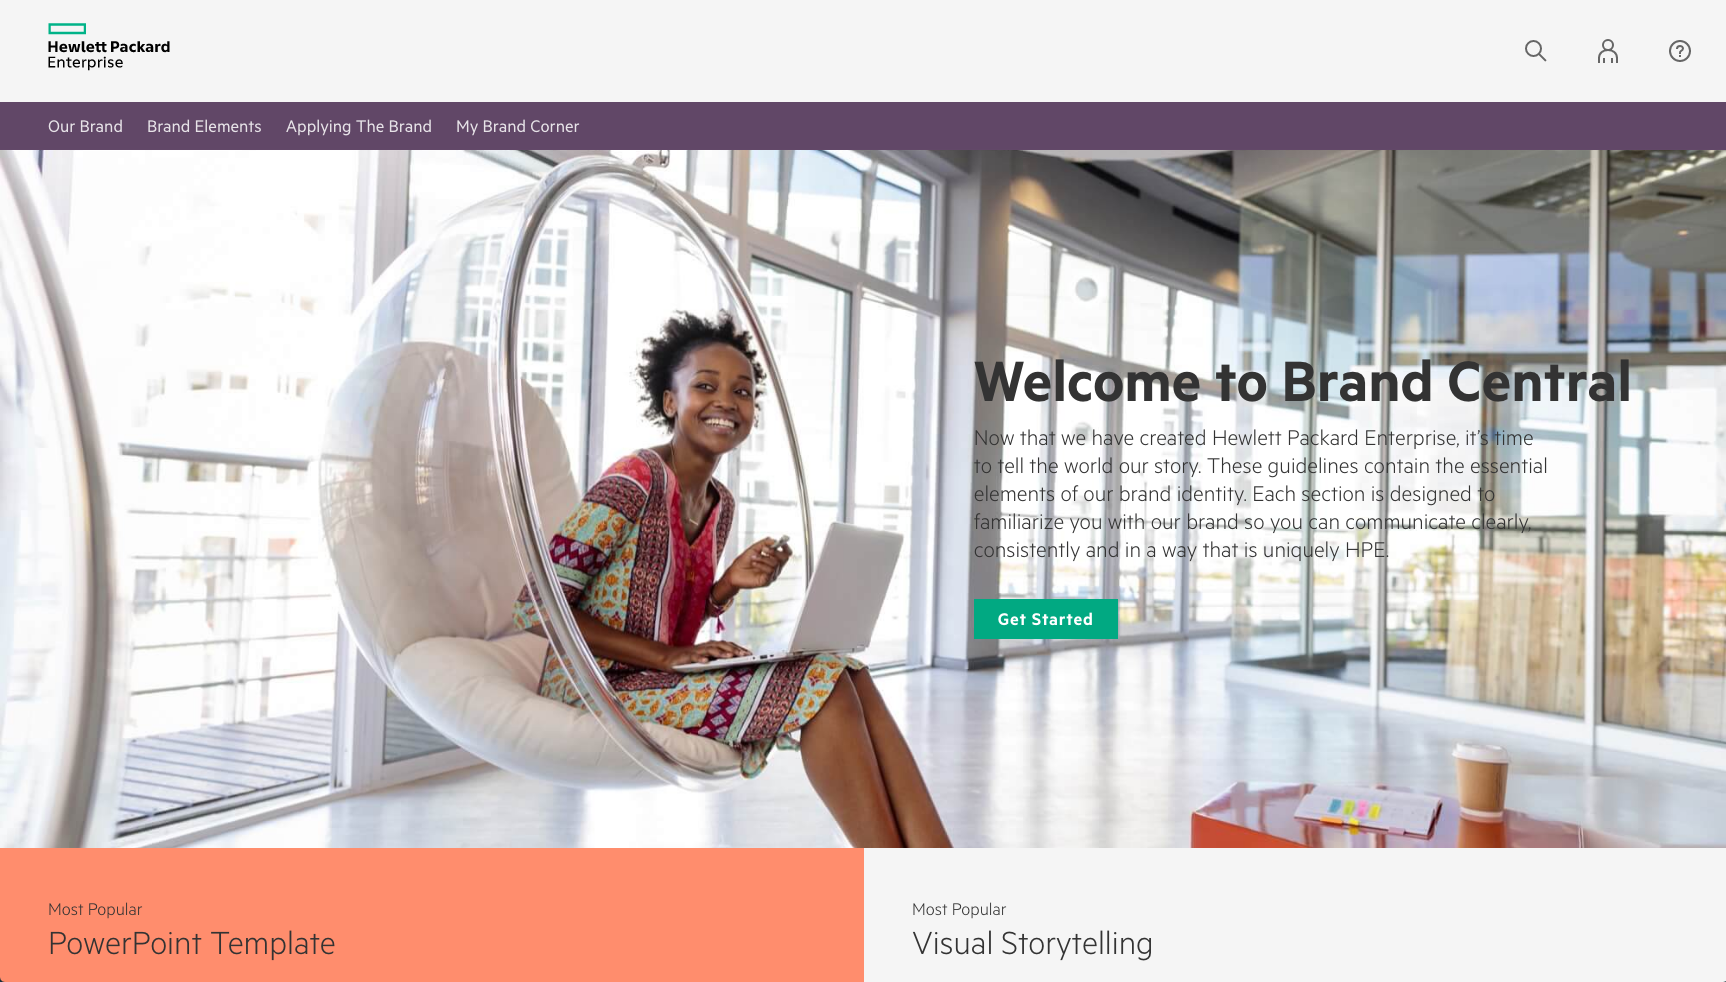 Hewlett Packard
Enterprise
Our Brand
Brand Elements
Applying The Brand
My Brand Corner
Welcome to Brand Central
Now that we have created Hewlett Packard Enterprise, it's time
to tell the world our story. These guidelines contain the essential
elements of our brand identity. Each section is designed to
familiarize you with our brand so you can communicate clearly,
consistently and in a way that is uniquely HPE.
Get Started
Most Popular
PowerPoint Template
Most Popular
Visual Storytelling